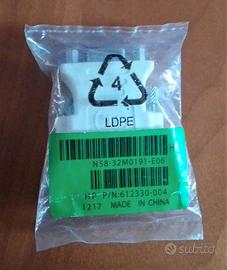 4
LDPE
H
N58-32M0191-E06
HP P/N:612330-004
1217 MADE IN CHINA
subito